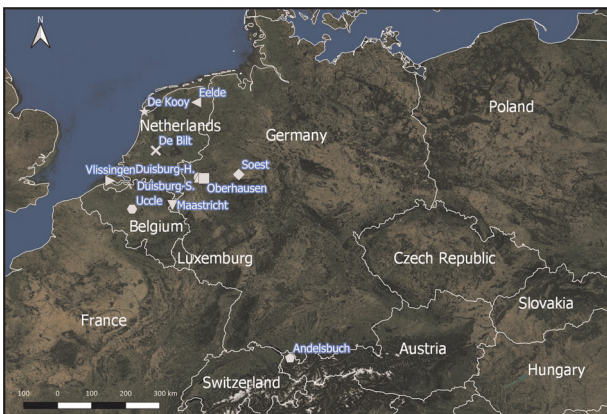 N
Eelde
De Kooy
Poland
Netherlands
Germany
De Bilt
Soest
Vlissingen
Duisburg-H.
Duisburg-S.
Oberhausen
Uccle
Maastricht
Belgium
Luxemburg
Czech Republic
Slovakia
France
Andelsbuch
Austria
Hungary
Switzerland
100 0 100 200 300 km